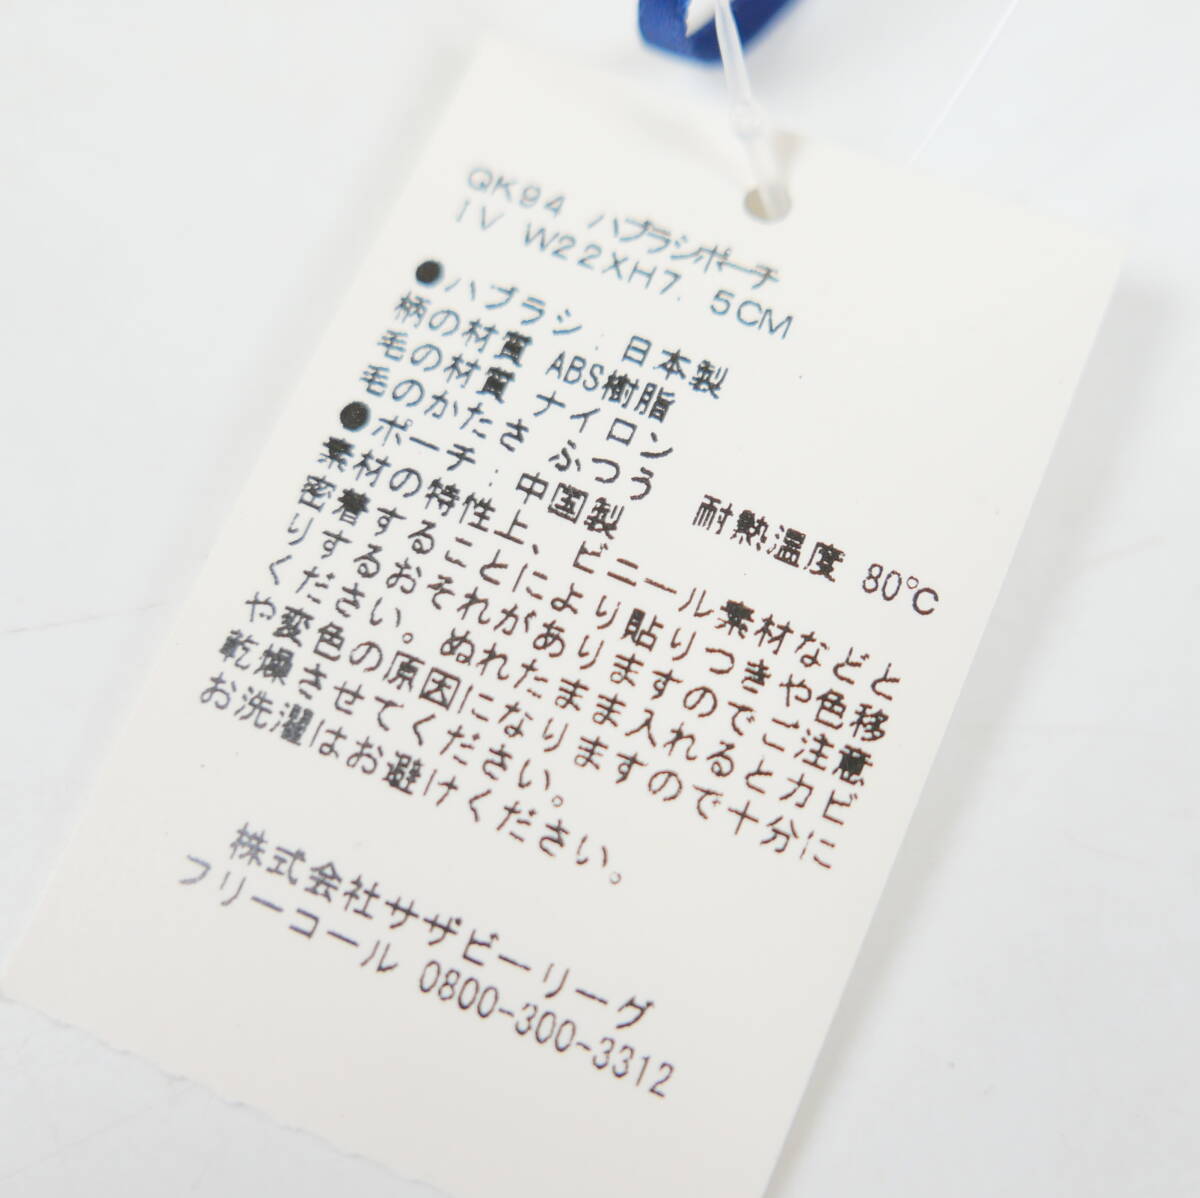 QK94 ハブラシポーチ
IV W22XH7.5CM
●ハブラシ:日本製
柄の材質 ABS樹脂
毛の材質 ナイロン
毛のかたさ ふつう 耐熱温度 80℃
●ポーチ:中国製
素材の特性上、ビニール素材などと
密着することにより貼りつきや色移
りするおそれがありますのでご注意
ください。ぬれたまま入れるとカビ
や変色の原因になりますので十分に
乾燥させてください。
お洗濯はお避けください。
株式会社サザビーリーグ
フリーコール 0800-300-3312